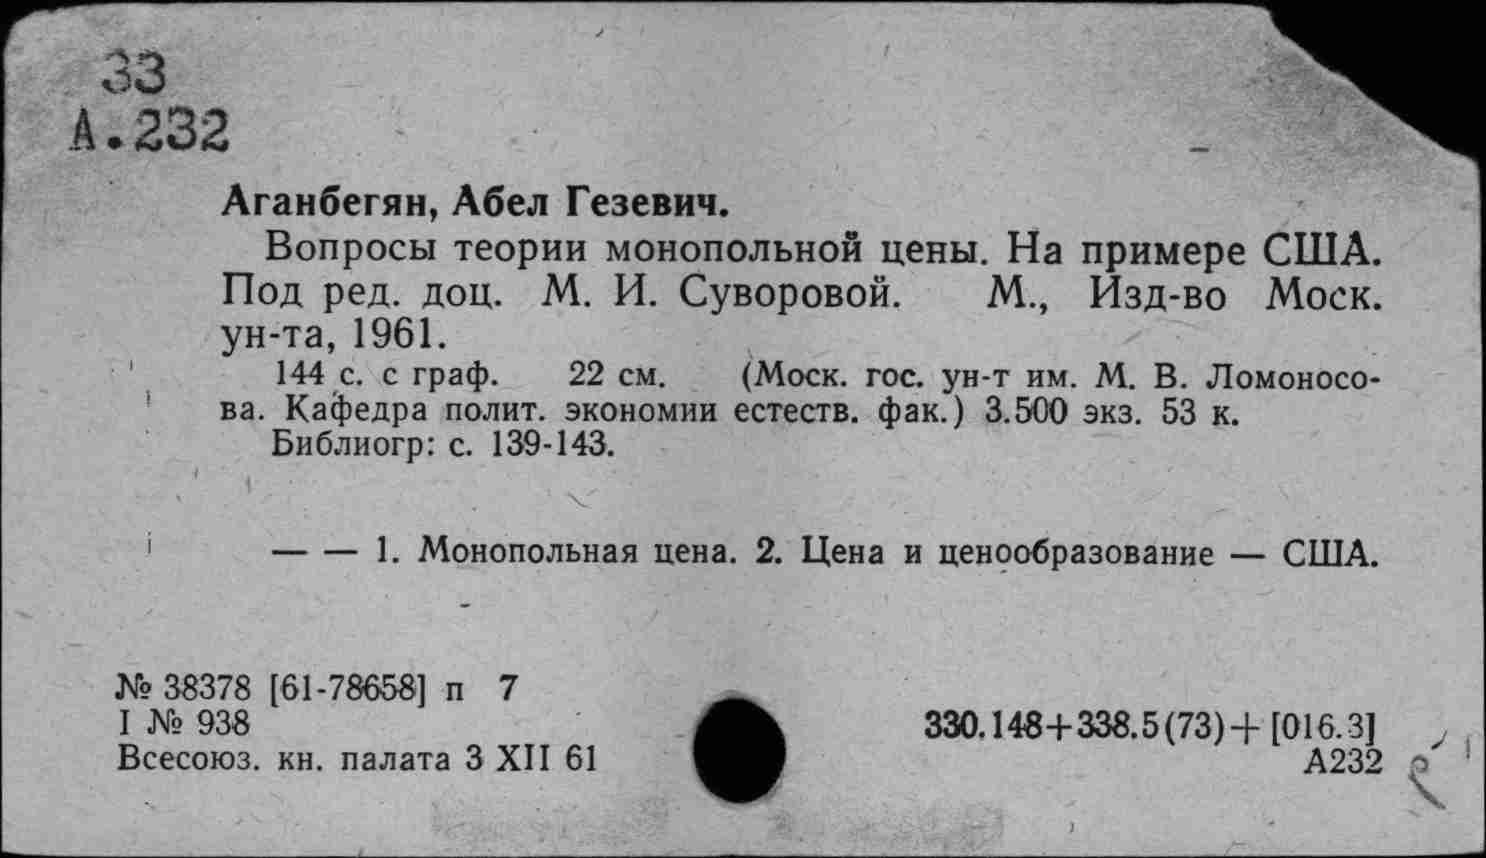 33
А.232
Аганбегян, Абел Гезевич.
Вопросы теории монопольной цены. На примере США.
Под ред. доц. М. И. Суворовой. М., Изд-во Моск.
ун-та, 1961.
144 с. с граф. 22 см. (Моск. гос. ун-т им. М. В. Ломоносо-
ва. Кафедра полит. экономии естеств. фак.) 3.500 экз. 53 к.
Библиогр: с. 139-143.
— — 1. Монопольная цена. 2. Цена и ценообразование — США.
№ 38378 [61-78658] п 7
I № 938
Всесоюз. кн. палата 3 XII 61
330.148+338.5(73)+[016.3]
А232